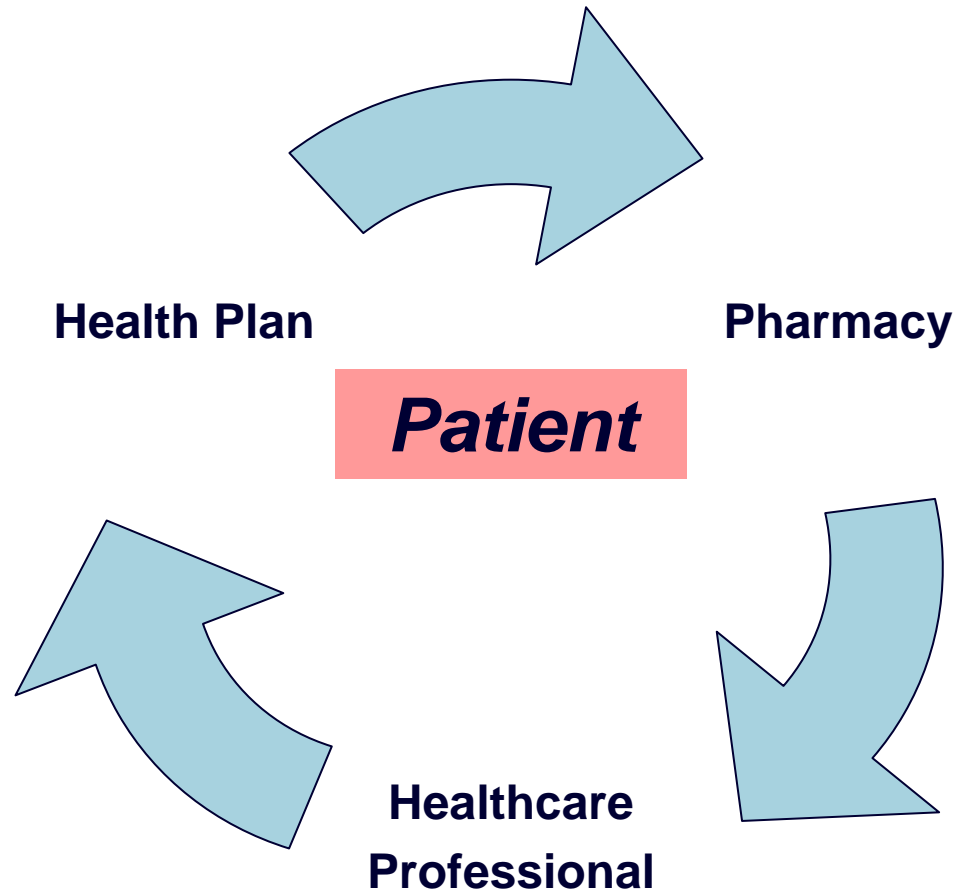 Health Plan
Pharmacy
Patient
Healthcare
Professional